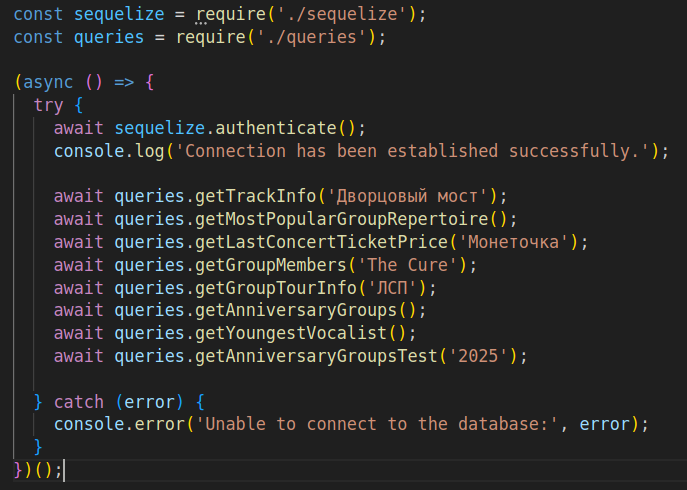 const sequelize = require('./sequelize');
const queries = require('./queries');

(async () => {
  try {
    await sequelize.authenticate();
    console.log('Connection has been established successfully.');

    await queries.getTrackInfo('Дворцовый мост');
    await queries.getMostPopularGroupRepertoire();
    await queries.getLastConcertTicketPrice('Монеточка');
    await queries.getGroupMembers('The Cure');
    await queries.getGroupTourInfo('ЛСП');
    await queries.getAnniversaryGroups();
    await queries.getYoungestVocalist();
    await queries.getAnniversaryGroupsTest('2025');

  } catch (error) {
    console.error('Unable to connect to the database:', error);
  }
})();